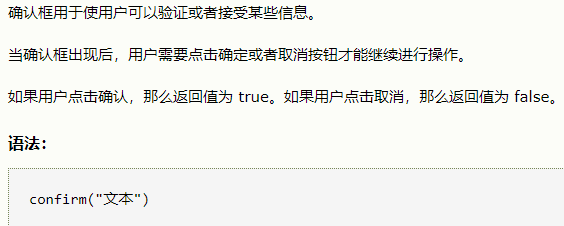 确认框用于使用户可以验证或者接受某些信息。
当确认框出现后，用户需要点击确定或者取消按钮才能继续进行操作。
如果用户点击确认，那么返回值为 true。如果用户点击取消，那么返回值为 false。
语法：
confirm("文本")